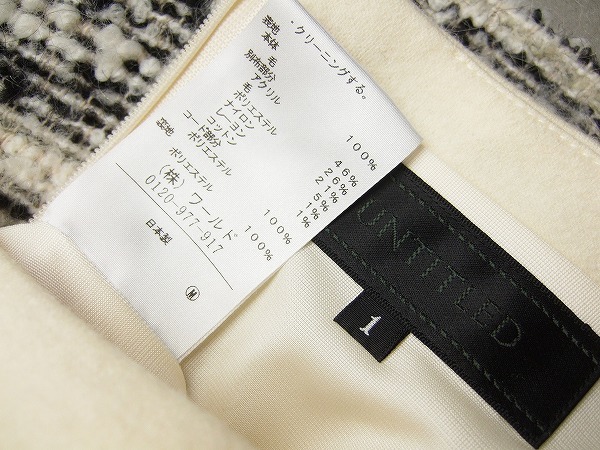 ・クリーニングする。
表地
本体 毛 100%
別布部分
毛 46%
アクリル 26%
ポリエステル 21%
ナイロン 5%
レーヨン 1%
コットン 1%
コード部分
ポリエステル 100%
裏地
ポリエステル 100%
(株) ワールド
0120-977-917
日本製
M
UNTITLED
1